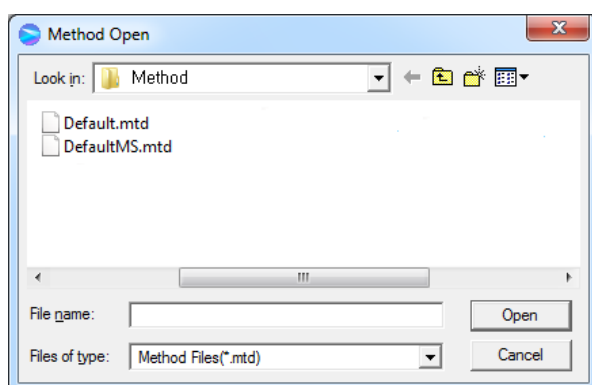 Method Open
Look in: Method
Default.mtd
DefaultMS.mtd
File name: Open
Files of type: Method Files(*.mtd) Cancel